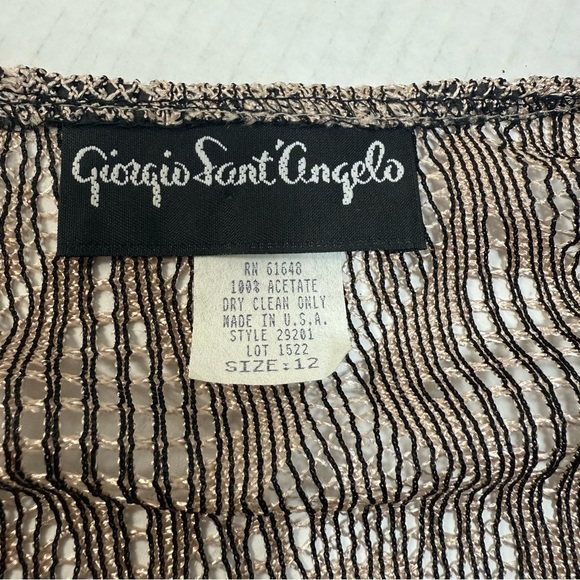 Giorgio Sant'Angelo
RN 61648
100% ACETATE
DRY CLEAN ONLY
MADE IN U.S.A.
STYLE 29201
LOT 1522
SIZE: 12